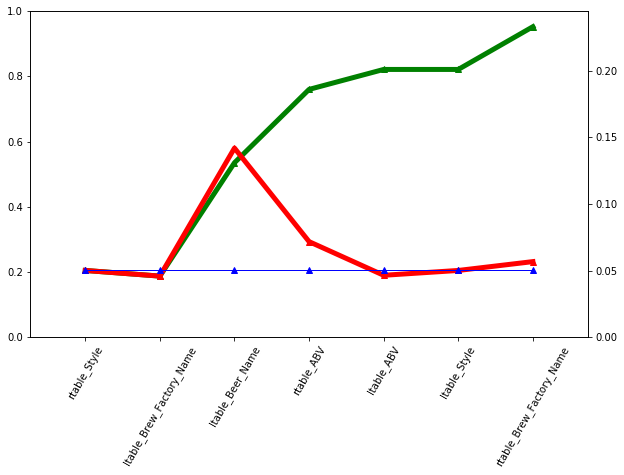 1.0
0.8
0.6
0.4
0.2
0.0
0.20
0.15
0.10
0.05
0.00
rtable_Style
ltable_Brew_Factory_Name
ltable_Beer_Name
rtable_ABV
ltable_ABV
ltable_Style
rtable_Brew_Factory_Name